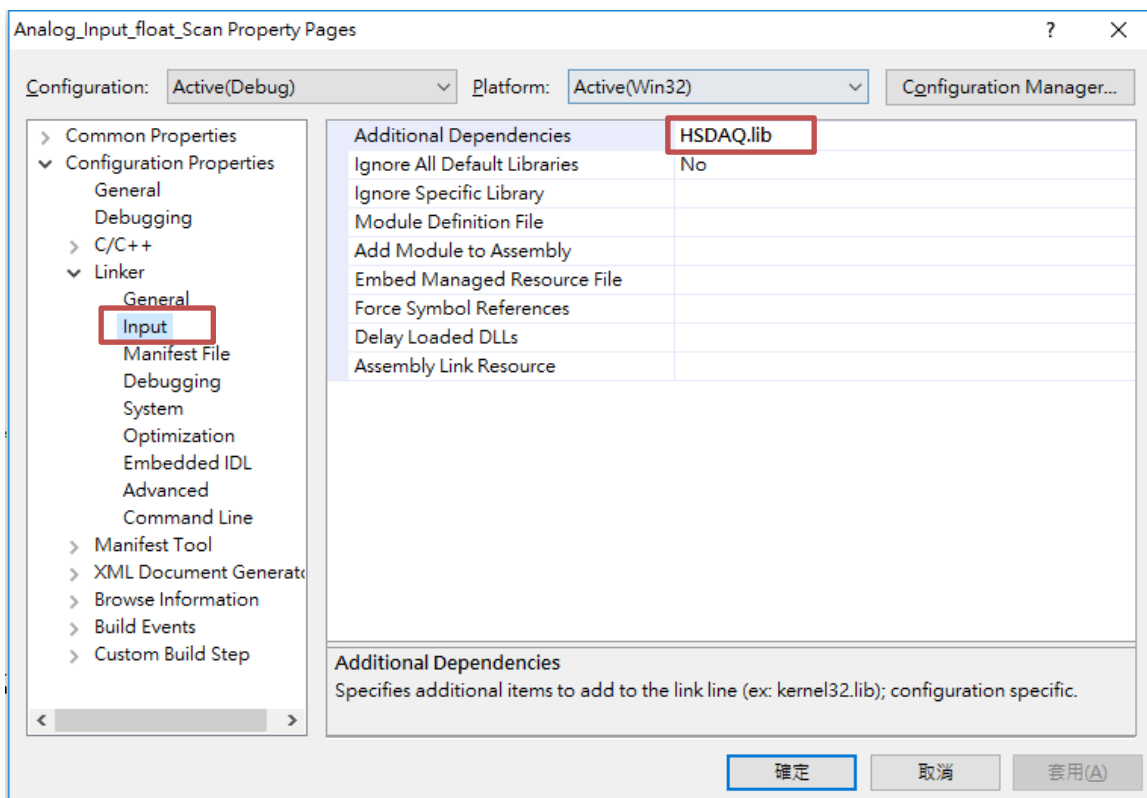 Analog_Input_float_Scan Property Pages
?
Configuration: Active(Debug) Platform: Active(Win32) Configuration Manager...
Common Properties
Configuration Properties
General
Debugging
C/C++
Linker
General
Input
Manifest File
Debugging
System
Optimization
Embedded IDL
Advanced
Command Line
Manifest Tool
XML Document Generat
Browse Information
Build Events
Custom Build Step
Additional Dependencies HSDAQ.lib
Ignore All Default Libraries No
Ignore Specific Library
Module Definition File
Add Module to Assembly
Embed Managed Resource File
Force Symbol References
Delay Loaded DLLs
Assembly Link Resource
Additional Dependencies
Specifies additional items to add to the link line (ex: kernel32.lib); configuration specific.
確定 取消 套用(A)